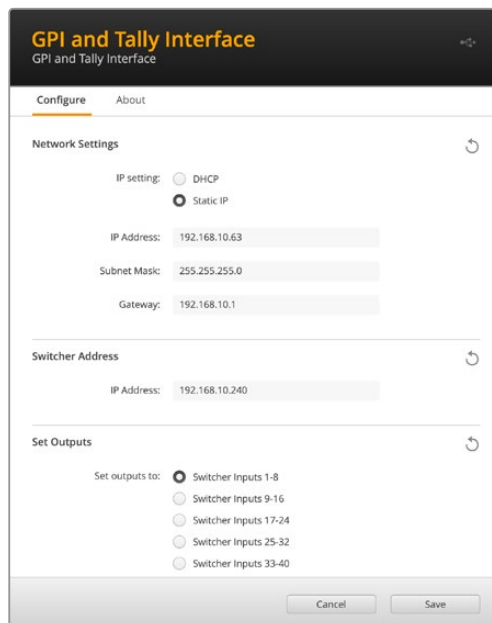 GPI and Tally Interface
GPI and Tally Interface
Configure About
Network Settings
IP setting: DHCP
Static IP
IP Address: 192.168.10.63
Subnet Mask: 255.255.255.0
Gateway: 192.168.10.1
Switcher Address
IP Address: 192.168.10.240
Set Outputs
Set outputs to: Switcher Inputs 1-8
Switcher Inputs 9-16
Switcher Inputs 17-24
Switcher Inputs 25-32
Switcher Inputs 33-40
Cancel Save